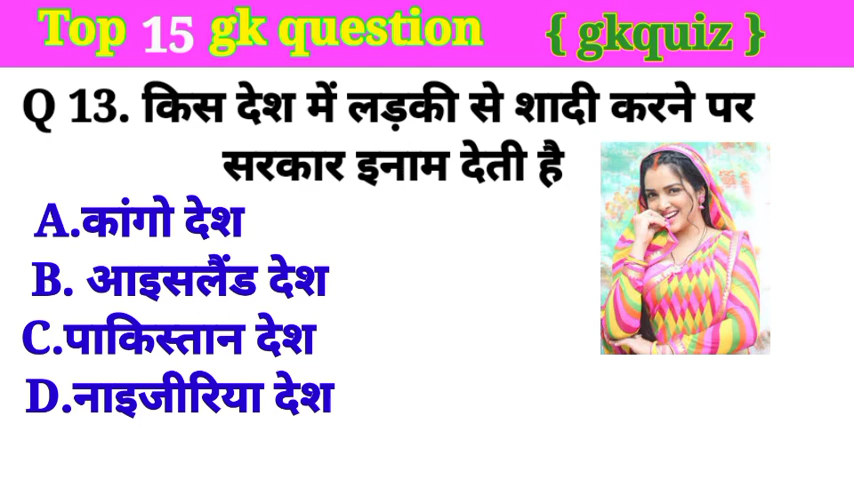 Top 15 gk question { gkquiz }
Q 13. किस देश में लड़की से शादी करने पर
सरकार इनाम देती है
A.कांगो देश
B. आइसलैंड देश
C.पाकिस्तान देश
D.नाइजीरिया देश